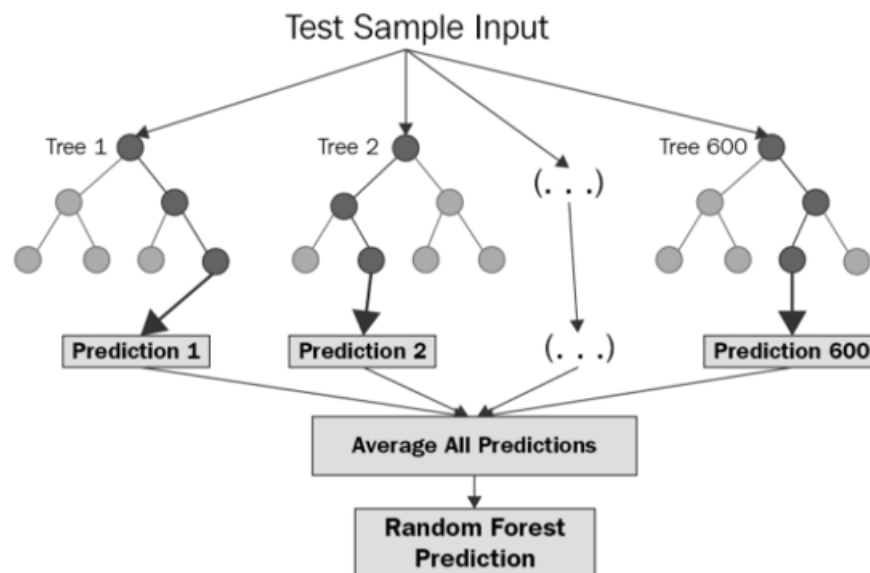 Test Sample Input
Tree 1
Tree 2
(. . .)
Tree 600
Prediction 1
Prediction 2
(. . .)
Prediction 600
Average All Predictions
Random Forest
Prediction